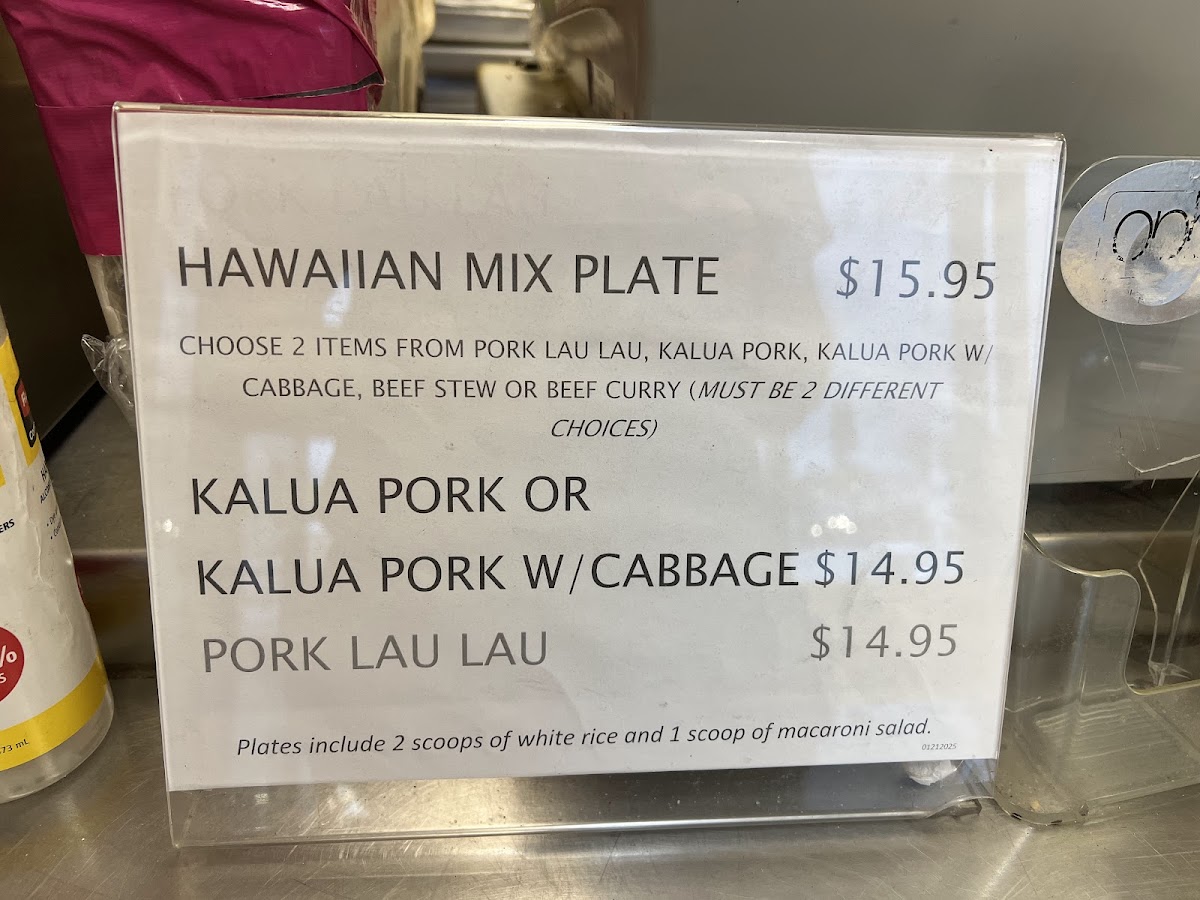 HAWAIIAN MIX PLATE $15.95
CHOOSE 2 ITEMS FROM PORK LAU LAU, KALUA PORK, KALUA PORK W/
CABBAGE, BEEF STEW OR BEEF CURRY (MUST BE 2 DIFFERENT
CHOICES)
KALUA PORK OR
KALUA PORK W/CABBAGE $14.95
PORK LAU LAU $14.95
Plates include 2 scoops of white rice and 1 scoop of macaroni salad.
01212025